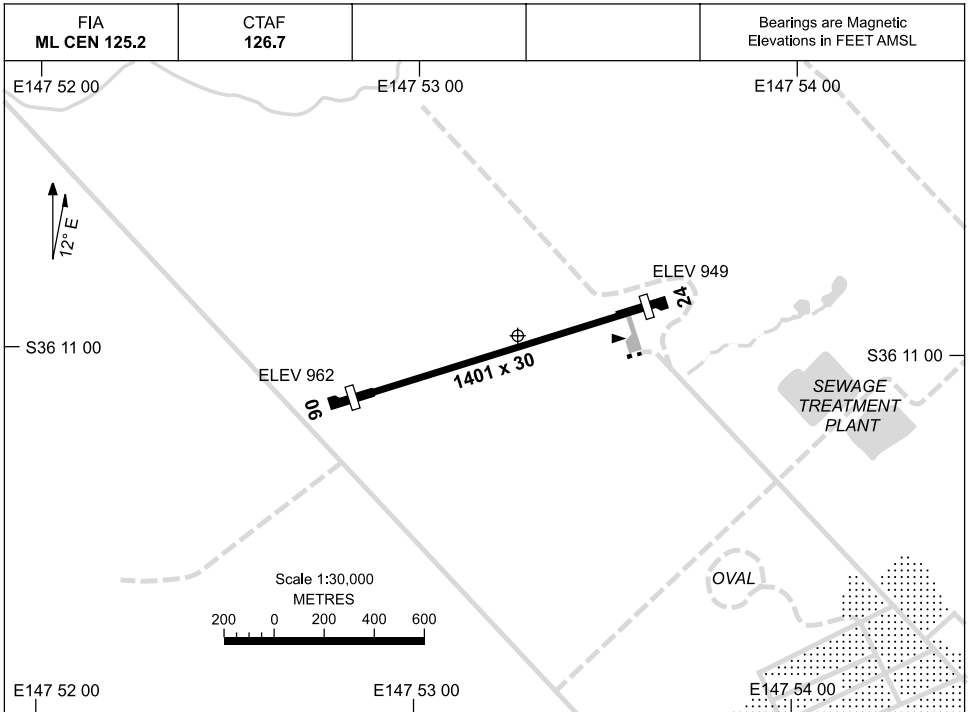 FIA
ML CEN 125.2
CTAF
126.7
Bearings are Magnetic
Elevations in FEET AMSL
E147 52 00
E147 53 00
E147 54 00
12° E
ELEV 949
24
S36 11 00
S36 11 00
ELEV 962
1401 x 30
06
SEWAGE
TREATMENT
PLANT
Scale 1:30,000
METRES
200 0 200 400 600
OVAL
E147 52 00
E147 53 00
E147 54 00